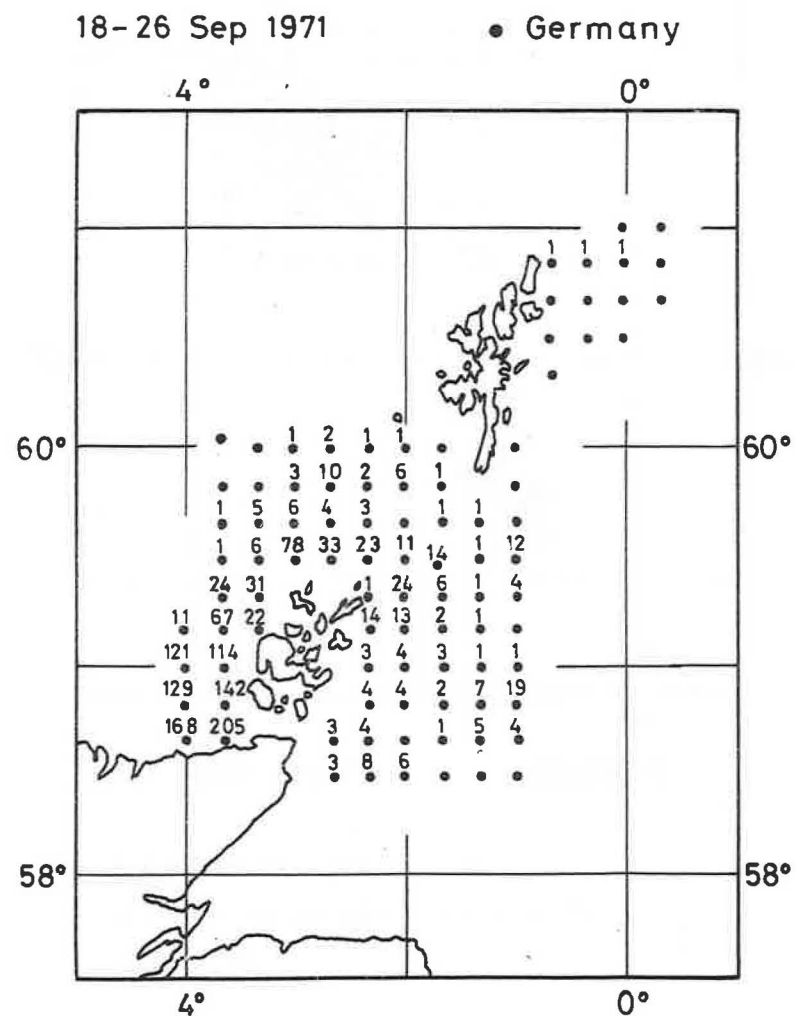 18-26 Sep 1971 ● Germany
4° 0°
1 1 1
1 2 1 1
60° 60°
3 10 2 6 1
1 5 6 4 3 1 1
1 6 78 33 23 11 14 1 12
24 31 1 24 6 1 4
11 67 22 14 13 2 1
121 114 3 4 3 1 1
129 142 4 4 2 7 19
168 205 3 4 1 5 4
3 8 6
58° 58°
4° 0°